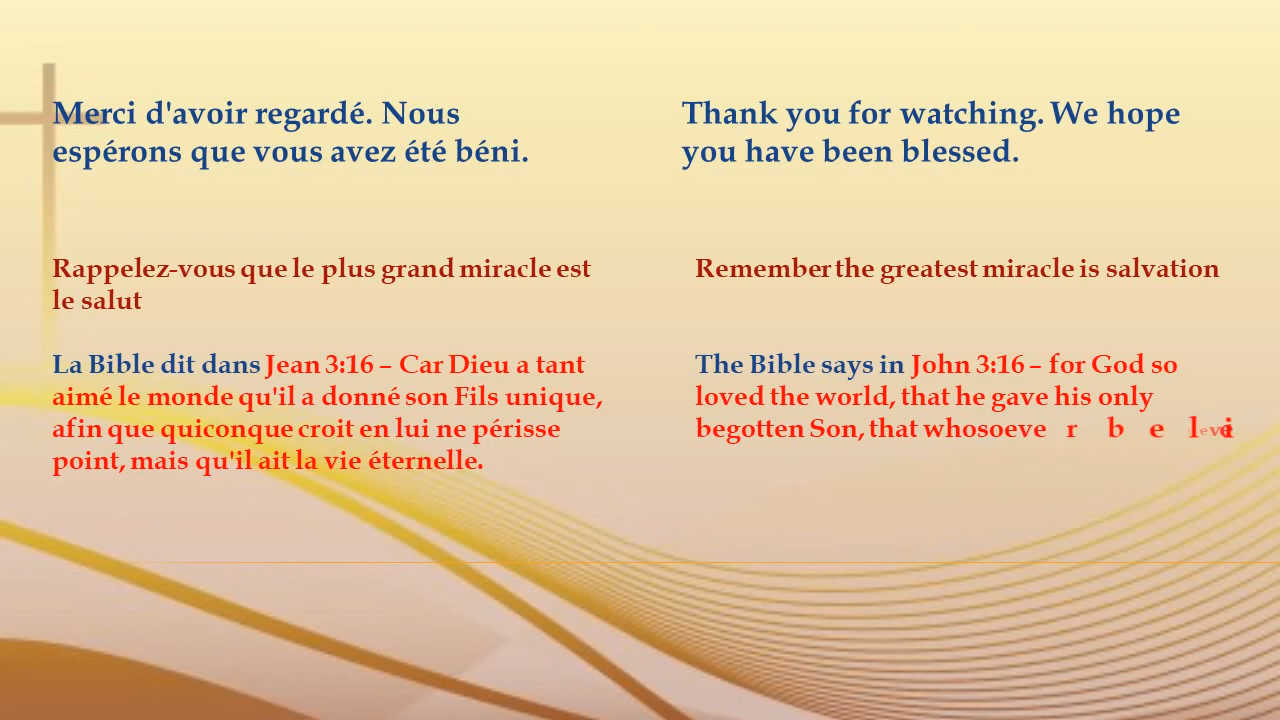 Merci d'avoir regardé. Nous
espérons que vous avez été béni.
Rappelez-vous que le plus grand miracle est
le salut
La Bible dit dans Jean 3:16 – Car Dieu a tant
aimé le monde qu'il a donné son Fils unique,
afin que quiconque croit en lui ne périsse
point, mais qu'il ait la vie éternelle.
Thank you for watching. We hope
you have been blessed.
Remember the greatest miracle is salvation
The Bible says in John 3:16 – for God so
loved the world, that he gave his only
begotten Son, that whosoeve r b e l i